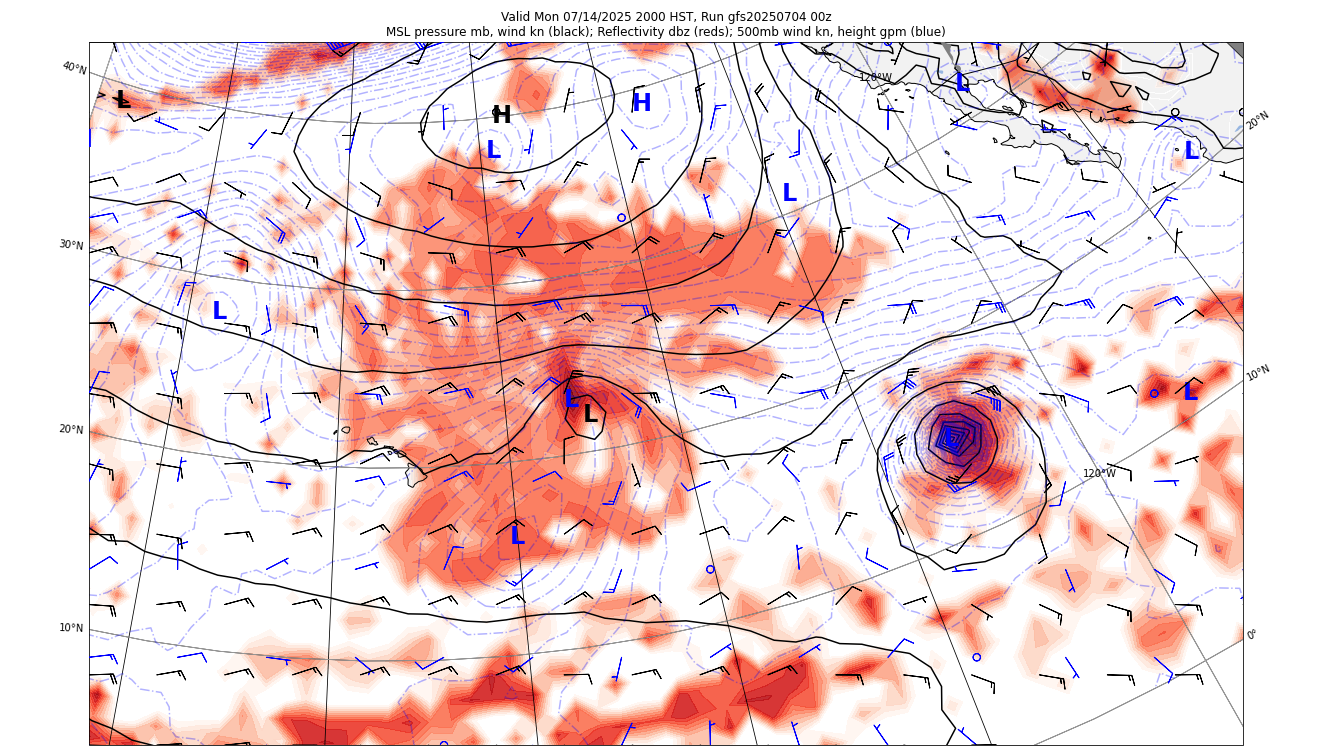 Valid Mon 07/14/2025 2000 HST, Run gfs20250704 00z
MSL pressure mb, wind kn (black); Reflectivity dbz (reds); 500mb wind kn, height gpm (blue)
40°N
120°W
L
L
H
H
20°N
L
L
L
30°N
L
10°N
L
L
L
20°N
120°W
L
10°N
0°